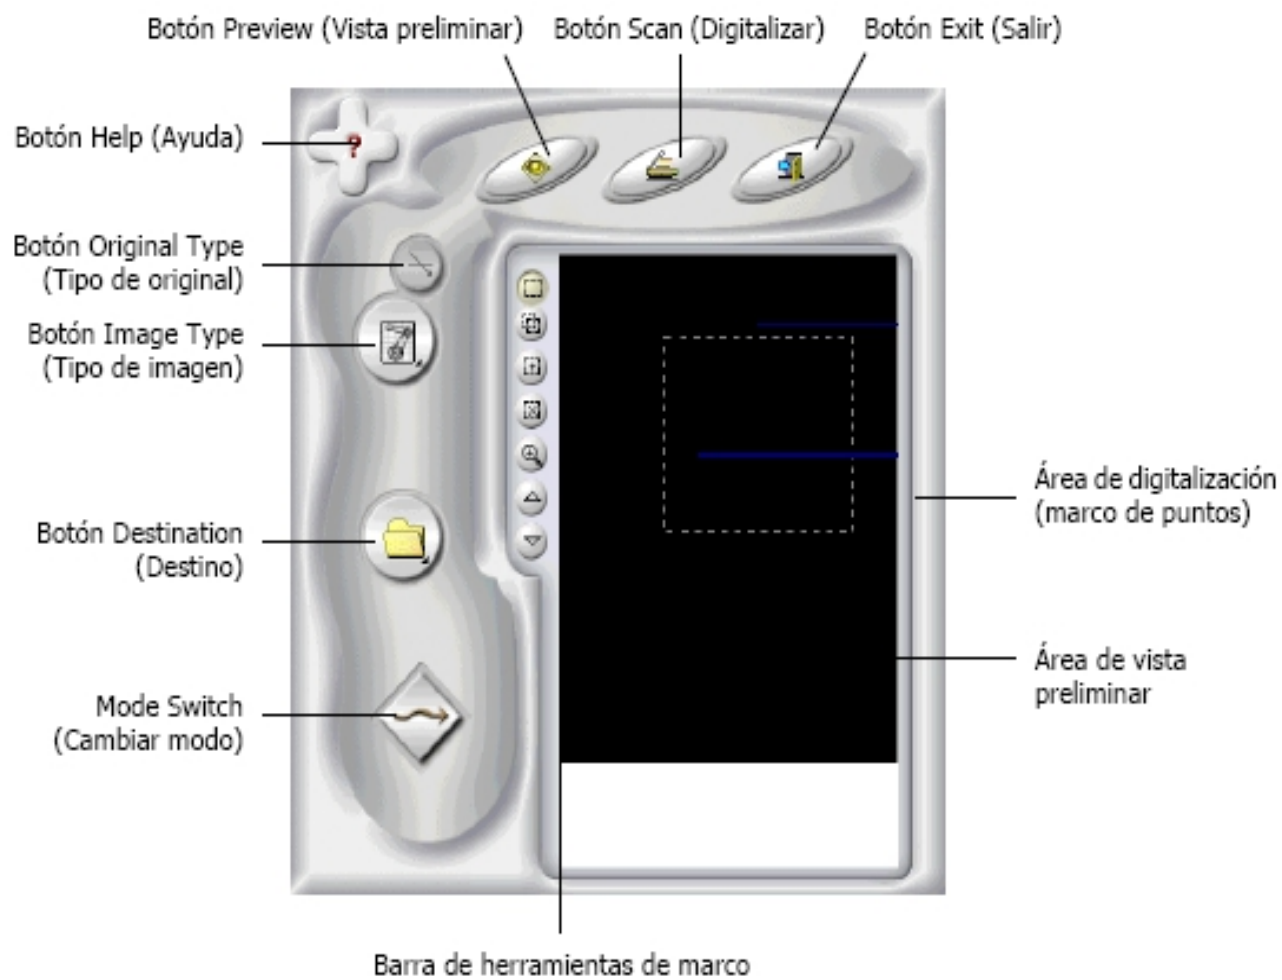 Botón Preview (Vista preliminar)
Botón Scan (Digitalizar)
Botón Exit (Salir)
Botón Help (Ayuda)
?
Botón Original Type
(Tipo de original)
Botón Image Type
(Tipo de imagen)
Botón Destination
(Destino)
Mode Switch
(Cambiar modo)
Área de digitalización
(marco de puntos)
Área de vista
preliminar
Barra de herramientas de marco